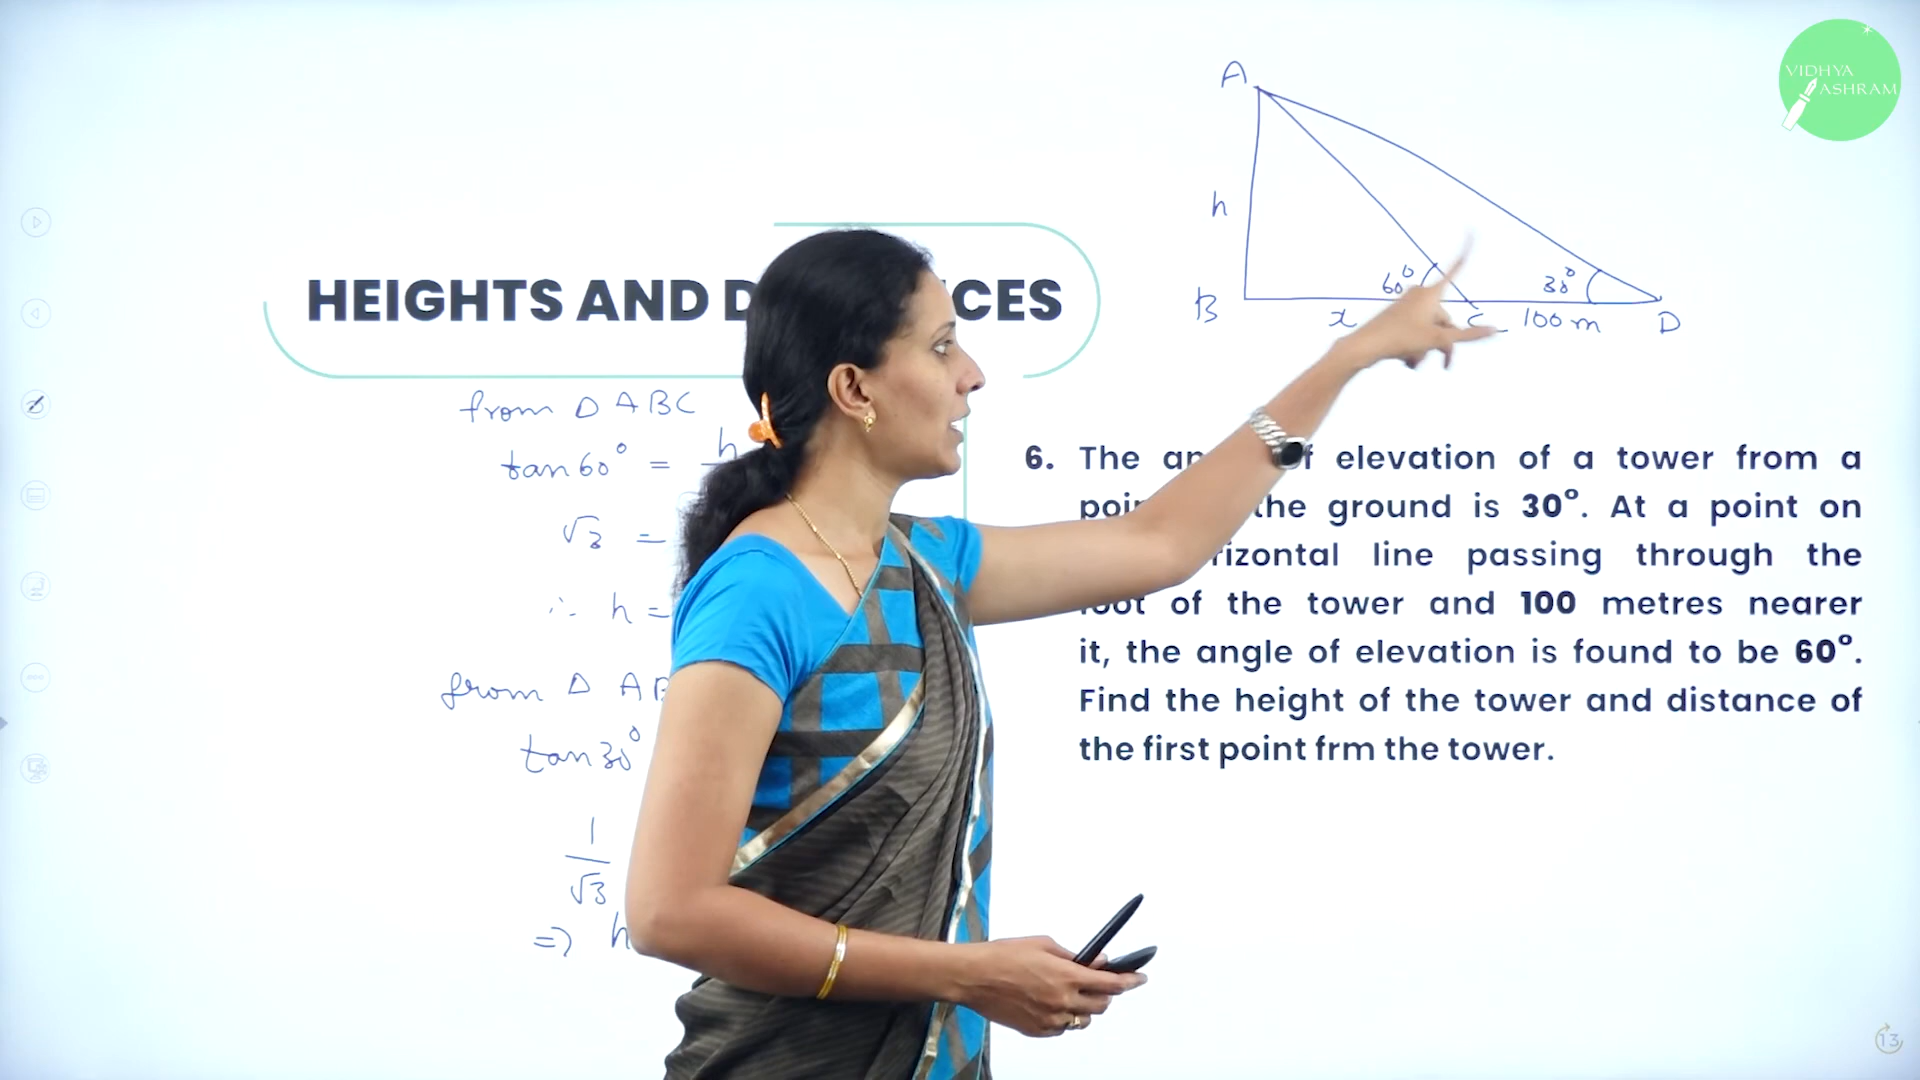 VIDHYA
ASHRAM
A
h
60°
30°
B
x
C
100 m
D
HEIGHTS AND D CES
from Δ ABC
tan 60° = h
√3 =
∴ h =
from Δ AB
tan 30°
1
√3
⇒ h
6. The an f elevation of a tower from a
poi the ground is 30°. At a point on
rizontal line passing through the
foot of the tower and 100 metres nearer
it, the angle of elevation is found to be 60°.
Find the height of the tower and distance of
the first point frm the tower.
13